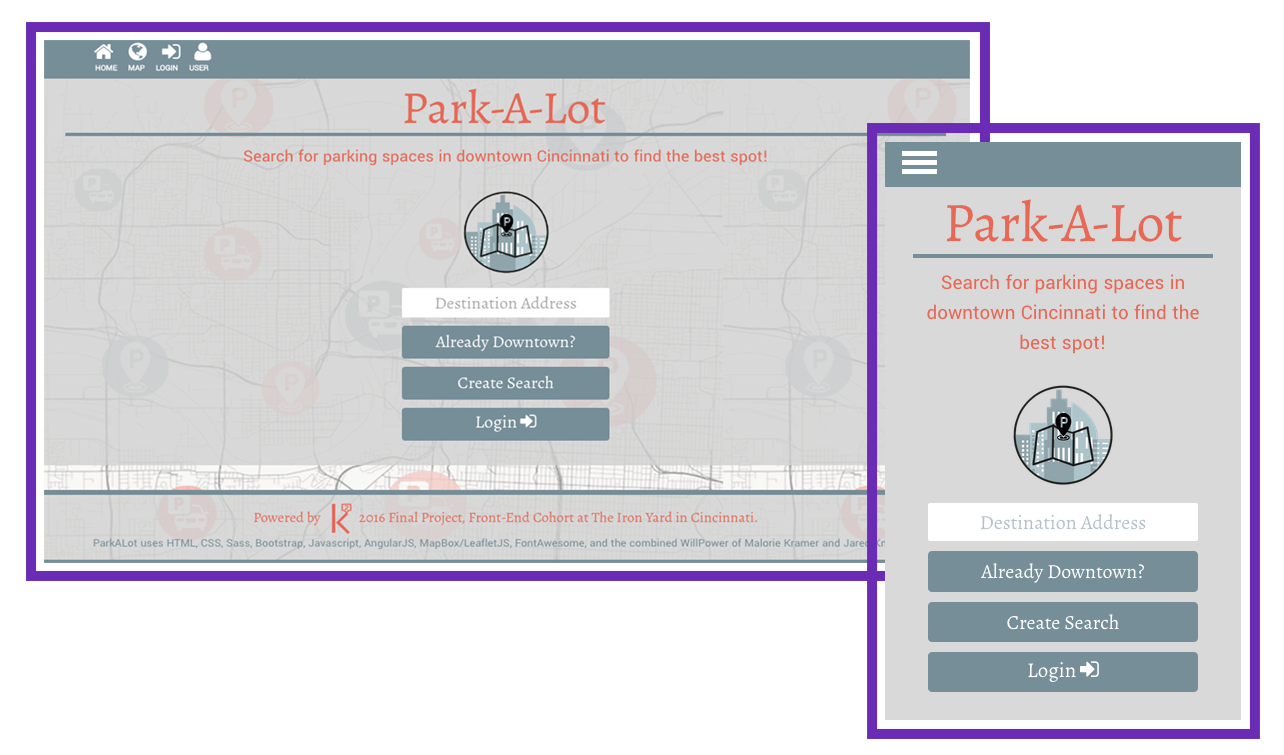 HOME MAP LOGIN USER
Park-A-Lot
Search for parking spaces in downtown Cincinnati to find the best spot!
P
Destination Address
Already Downtown?
Create Search
Login
Powered by K 2016 Final Project, Front-End Cohort at The Iron Yard in Cincinnati.
ParkALot uses HTML, CSS, Sass, Bootstrap, Javascript, AngularJS, MapBox/LeafletJS, FontAwesome, and the combined WillPower of Malorie Kramer and
Park-A-Lot
Search for parking spaces in
downtown Cincinnati to find the
best spot!
P
Destination Address
Already Downtown?
Create Search
Login